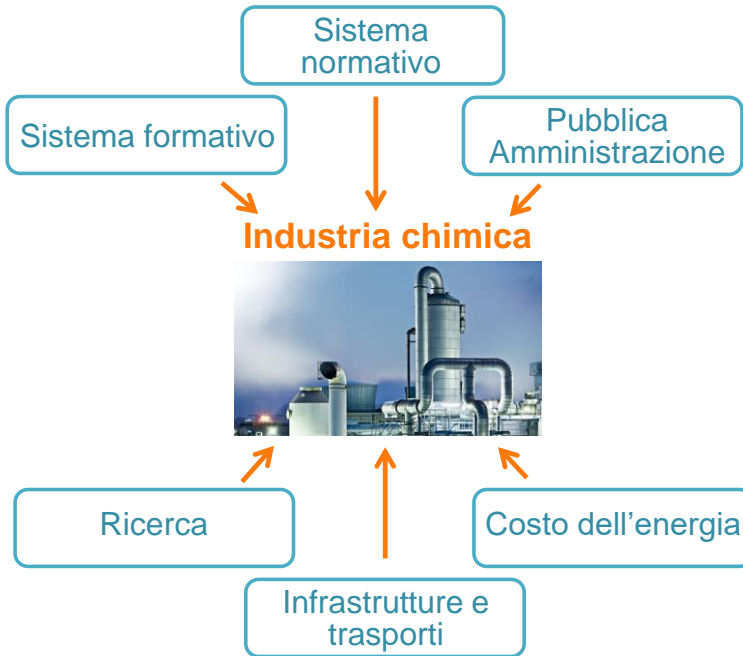 Sistema
normativo
Sistema formativo
Pubblica
Amministrazione
Industria chimica
Ricerca
Costo dell’energia
Infrastrutture e
trasporti